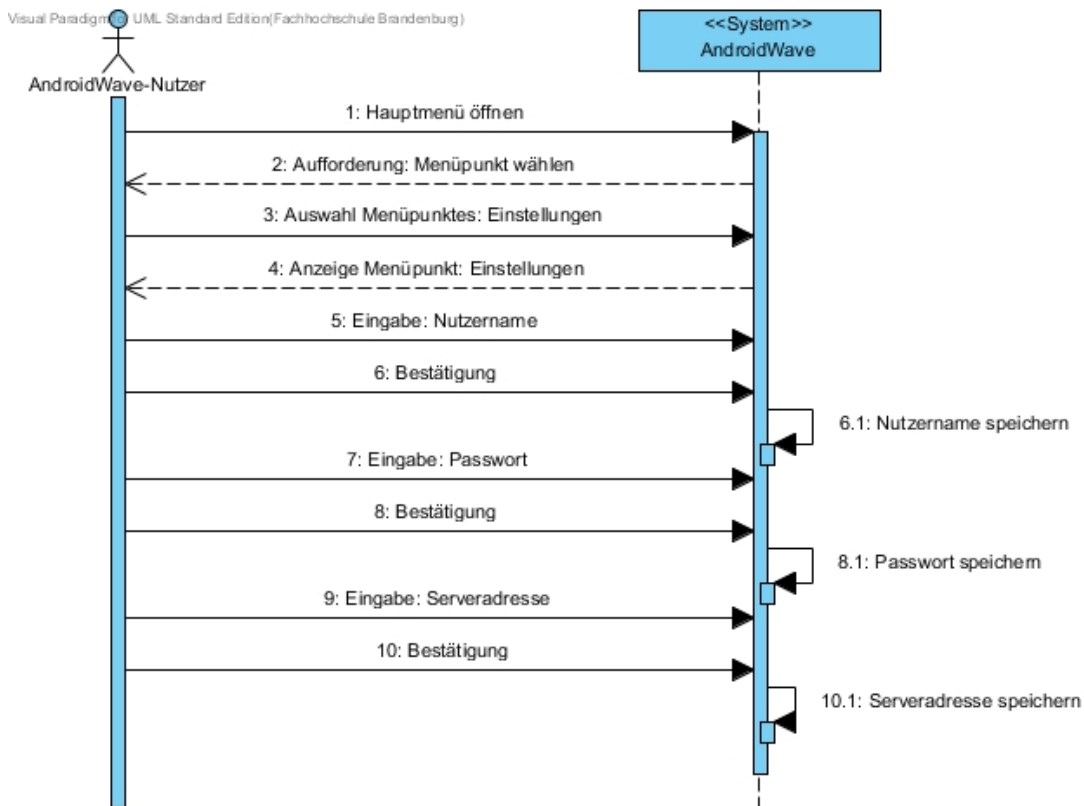 Visual Paradigm for UML Standard Edition(Fachhochschule Brandenburg)
<<System>>
AndroidWave
AndroidWave-Nutzer
1: Hauptmenü öffnen
2: Aufforderung: Menüpunkt wählen
3: Auswahl Menüpunktes: Einstellungen
4: Anzeige Menüpunkt: Einstellungen
5: Eingabe: Nutzername
6: Bestätigung
6.1: Nutzername speichern
7: Eingabe: Passwort
8: Bestätigung
8.1: Passwort speichern
9: Eingabe: Serveradresse
10: Bestätigung
10.1: Serveradresse speichern